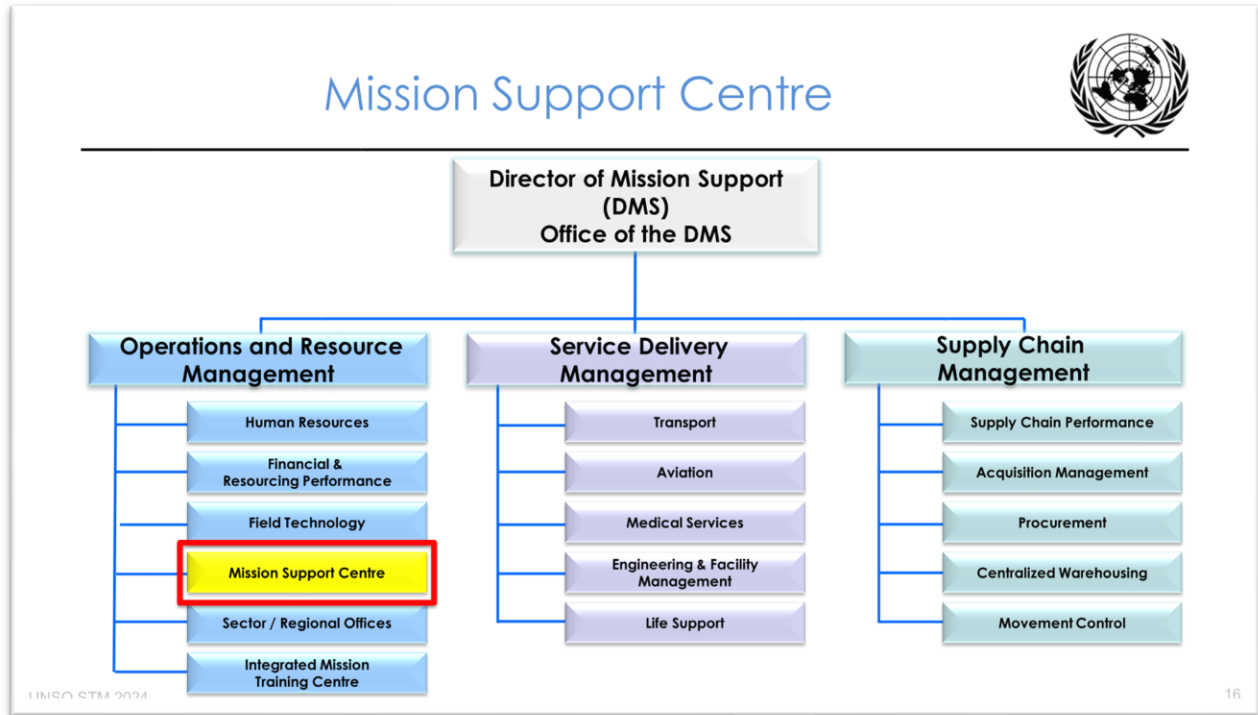 Mission Support Centre
Director of Mission Support
(DMS)
Office of the DMS
Operations and Resource
Management
Human Resources
Financial &
Resourcing Performance
Field Technology
Mission Support Centre
Sector / Regional Offices
Integrated Mission
Training Centre
Service Delivery
Management
Transport
Aviation
Medical Services
Engineering & Facility
Management
Life Support
Supply Chain
Management
Supply Chain Performance
Acquisition Management
Procurement
Centralized Warehousing
Movement Control
UNSO STM 2024
16